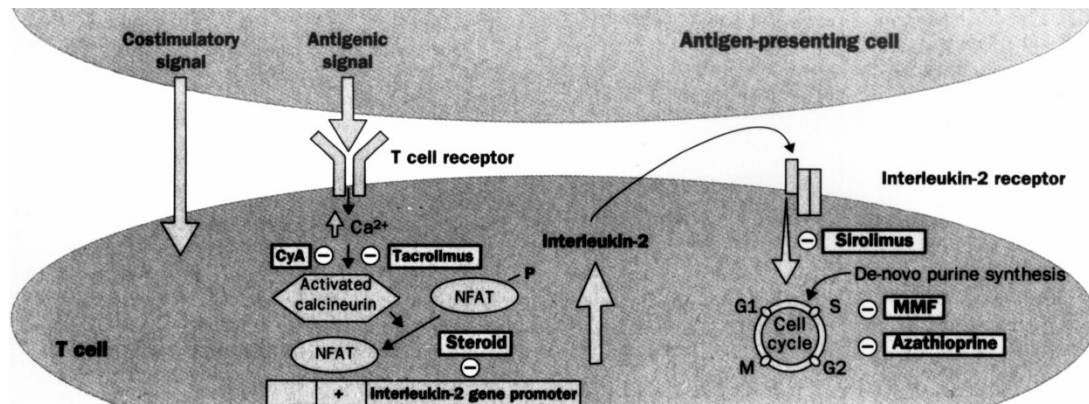 Costimulatory
signal
Antigenic
signal
Antigen-presenting cell
T cell receptor
Interleukin-2 receptor
Ca2+
Interleukin-2
CyA
Tacrolimus
Sirolimus
Activated
calcineurin
P
NFAT
De-novo purine synthesis
G1
S
MMF
Cell
cycle
Steroid
Azathioprine
T cell
NFAT
M
G2
+
Interleukin-2 gene promoter